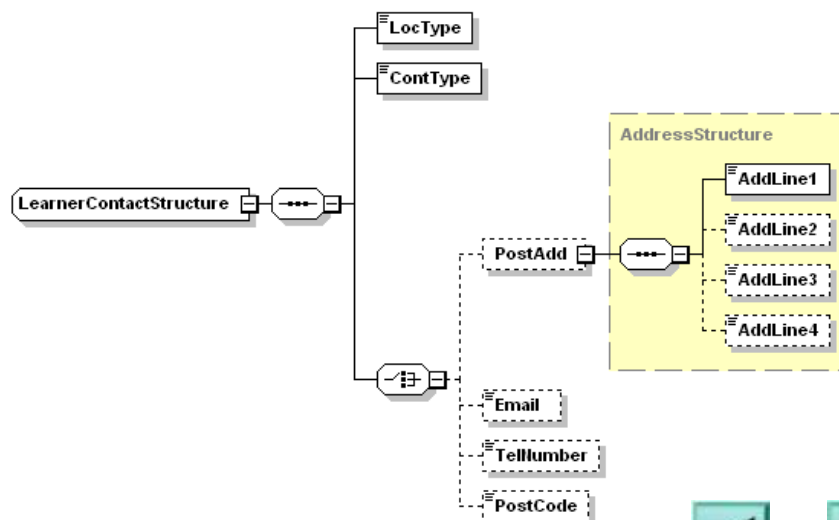 LocType
ContType
AddressStructure
LearnerContactStructure
AddLine1
AddLine2
PostAdd
AddLine3
AddLine4
Email
TelNumber
PostCode